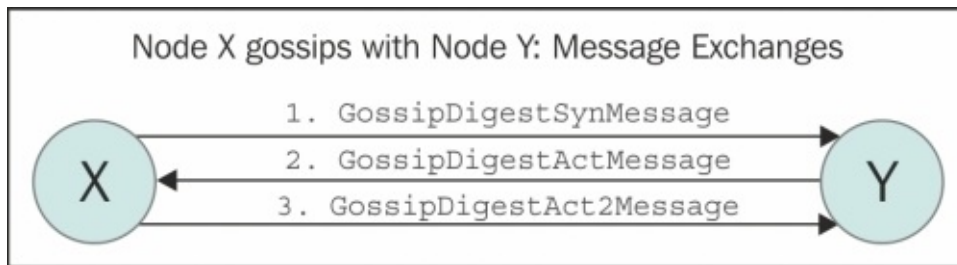 Node X gossips with Node Y: Message Exchanges
1. GossipDigestSynMessage
X
2. GossipDigestActMessage
Y
3. GossipDigestAct2Message